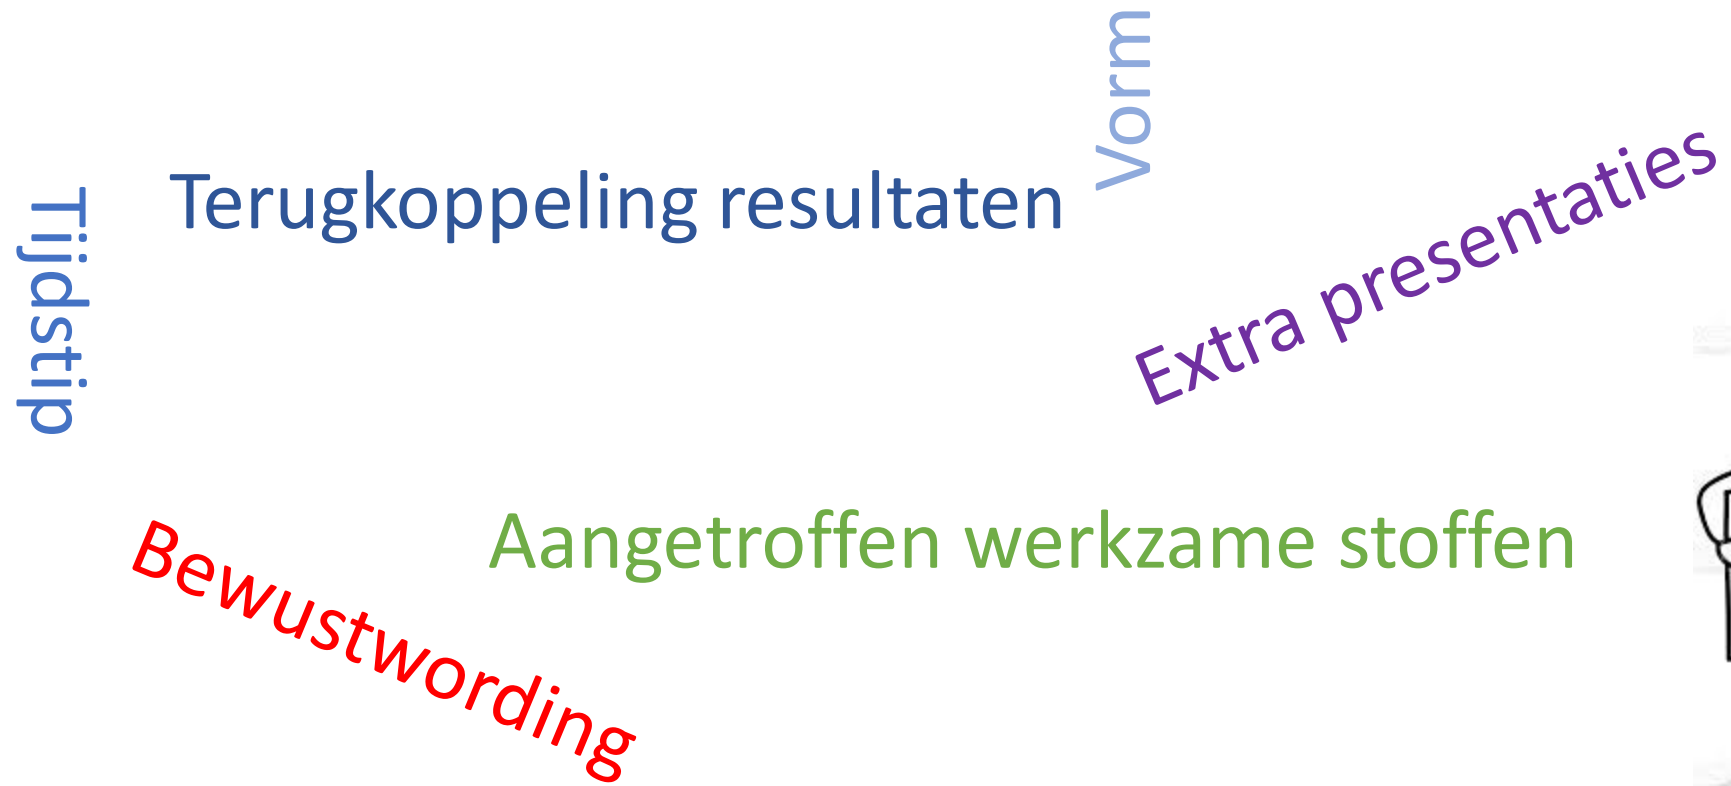 Vorm
Terugkoppeling resultaten
Extra presentaties
Tijdstip
Aangetroffen werkzame stoffen
Bewustwording